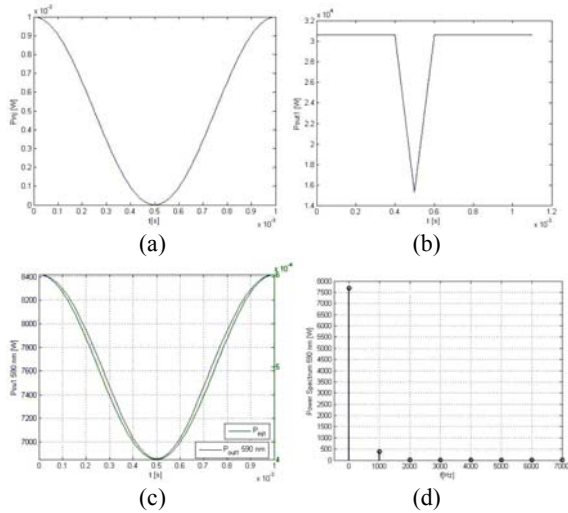 x 10⁻³
1
0.9
0.8
0.7
0.6
0.5
0.4
0.3
0.2
0.1
0
Pinj [W]
0 0.1 0.2 0.3 0.4 0.5 0.6 0.7 0.8 0.9 1
t[s]
x 10⁻³
(a)
x 10⁻⁴
3.2
3
2.8
2.6
2.4
2.2
2
1.8
1.6
1.4
Pout1 [W]
0 0.2 0.4 0.6 0.8 1 1.2
t [s]
x 10⁻³
(b)
x 10⁻⁴
8400
8200
8000
7800
7600
7400
7200
7000
Pout1 590 nm [W]
5
4
P inj
P out1 590 nm
0 0.1 0.2 0.3 0.4 0.5 0.6 0.7 0.8 0.9 1
t [s]
x 10⁻³
(c)
8000
7500
7000
6500
6000
5500
5000
4500
4000
3500
3000
2500
2000
1500
1000
500
0
Power Spectrum 590 nm [W]
0 1000 2000 3000 4000 5000 6000 7000
f[Hz]
(d)